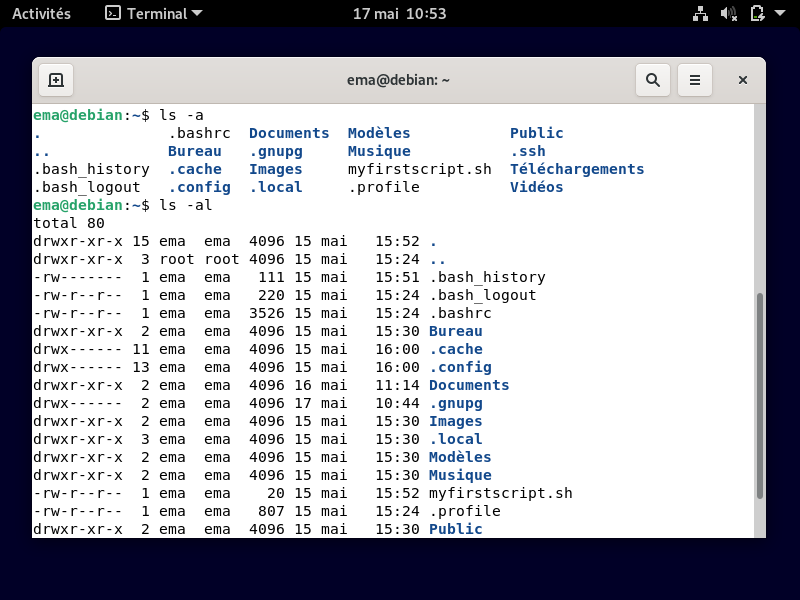 Activités Terminal 17 mai 10:53
ema@debian: ~
ema@debian:~$ ls -a
. .bashrc Documents Modèles Public
.. Bureau .gnupg Musique .ssh
.bash_history .cache Images myfirstscript.sh Téléchargements
.bash_logout .config .local .profile Vidéos
ema@debian:~$ ls -al
total 80
drwxr-xr-x 15 ema ema 4096 15 mai 15:52 .
drwxr-xr-x 3 root root 4096 15 mai 15:24 ..
-rw------- 1 ema ema 111 15 mai 15:51 .bash_history
-rw-r--r-- 1 ema ema 220 15 mai 15:24 .bash_logout
-rw-r--r-- 1 ema ema 3526 15 mai 15:24 .bashrc
drwxr-xr-x 2 ema ema 4096 15 mai 15:30 Bureau
drwx------ 11 ema ema 4096 15 mai 16:00 .cache
drwx------ 13 ema ema 4096 15 mai 16:00 .config
drwxr-xr-x 2 ema ema 4096 16 mai 11:14 Documents
drwx------ 2 ema ema 4096 17 mai 10:44 .gnupg
drwxr-xr-x 2 ema ema 4096 15 mai 15:30 Images
drwxr-xr-x 3 ema ema 4096 15 mai 15:30 .local
drwxr-xr-x 2 ema ema 4096 15 mai 15:30 Modèles
drwxr-xr-x 2 ema ema 4096 15 mai 15:30 Musique
-rw-r--r-- 1 ema ema 20 15 mai 15:52 myfirstscript.sh
-rw-r--r-- 1 ema ema 807 15 mai 15:24 .profile
drwxr-xr-x 2 ema ema 4096 15 mai 15:30 Public